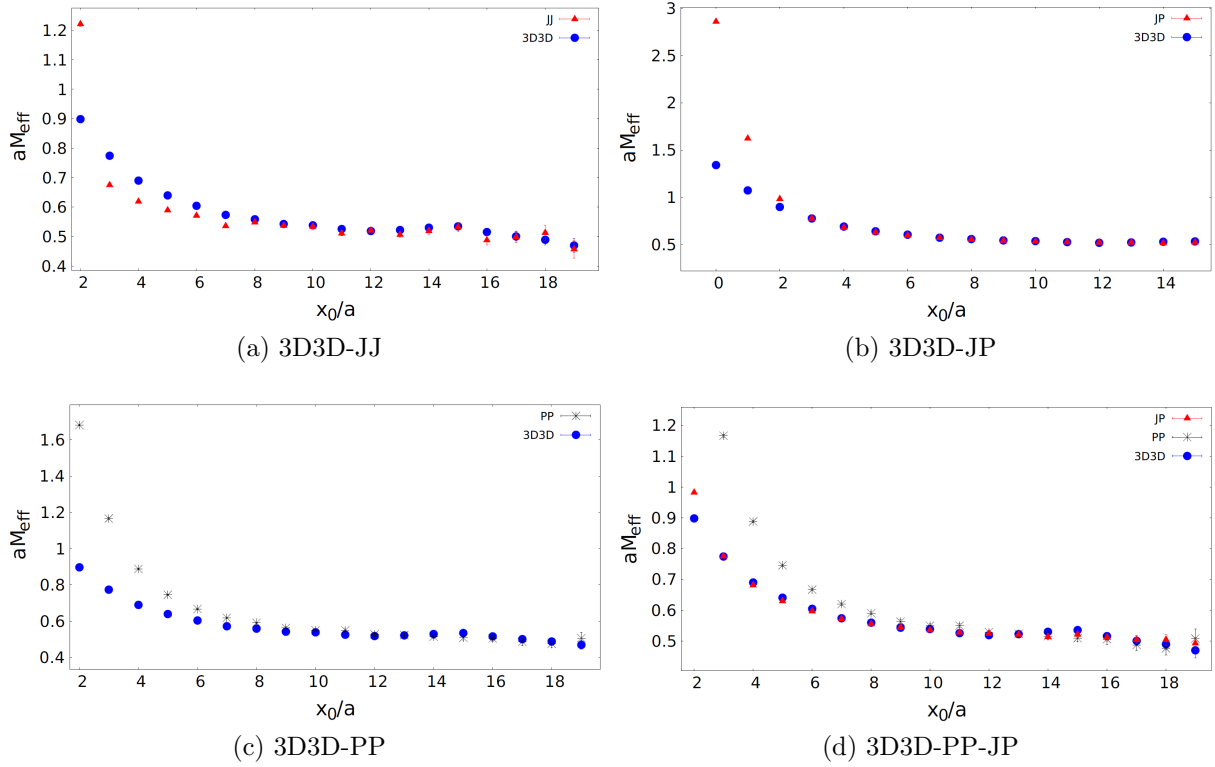 JJ
3D3D
aM_eff
1.2
1.1
1
0.9
0.8
0.7
0.6
0.5
0.4
2 4 6 8 10 12 14 16 18
x_0/a
(a) 3D3D-JJ
JP
3D3D
aM_eff
3
2.5
2
1.5
1
0.5
0 2 4 6 8 10 12 14
x_0/a
(b) 3D3D-JP
PP
3D3D
aM_eff
1.6
1.4
1.2
1
0.8
0.6
0.4
2 4 6 8 10 12 14 16 18
x_0/a
(c) 3D3D-PP
JP
PP
3D3D
aM_eff
1.2
1.1
1
0.9
0.8
0.7
0.6
0.5
2 4 6 8 10 12 14 16 18
x_0/a
(d) 3D3D-PP-JP